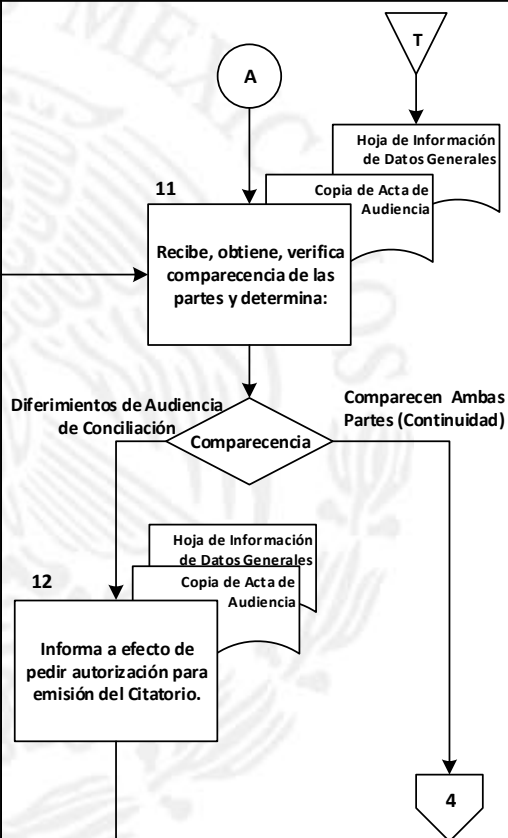 T
A
Hoja de Información
de Datos Generales
Copia de Acta de
Audiencia
11
Recibe, obtiene, verifica
comparecencia de las
partes y determina:
Diferimientos de Audiencia
de Conciliación
Comparecencia
Comparecen Ambas
Partes (Continuidad)
Hoja de Información
de Datos Generales
Copia de Acta de
Audiencia
12
Informa a efecto de
pedir autorización para
emisión del Citatorio.
4